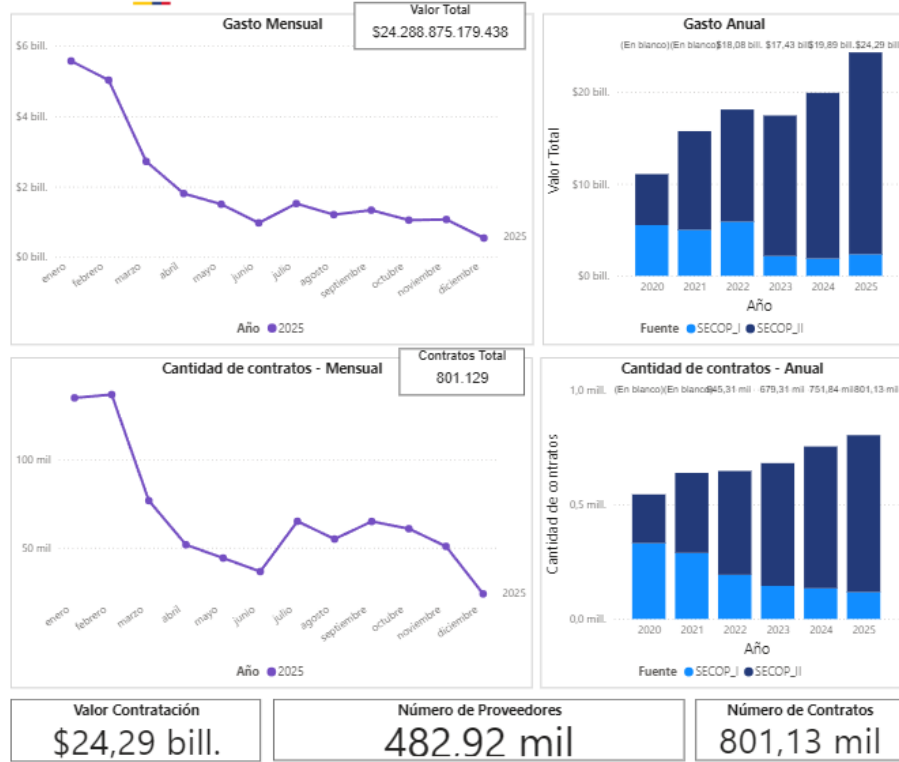 Gasto Mensual
Valor Total
$24.288.875.179.438
$6 bill.
$4 bill.
$2 bill.
$0 bill.
2025
enero
febrero
marzo
abril
mayo
junio
julio
agosto
septiembre
octubre
noviembre
diciembre
Año 2025
Gasto Anual
(En blanco) (En blanco) $18,08 bill. $17,43 bill. $19,89 bill. $24,29 bill
Valor Total
$20 bill.
$10 bill.
$0 bill.
2020 2021 2022 2023 2024 2025
Año
Fuente SECOP_I SECOP_II
Cantidad de contratos - Mensual
Contratos Total
801.129
100 mil
50 mil
2025
enero
febrero
marzo
abril
mayo
junio
julio
agosto
septiembre
octubre
noviembre
diciembre
Año 2025
Cantidad de contratos - Anual
1,0 mill. (En blanco) (En blanco) 679,31 mil 751,84 mil 801,13 mil
Cantidad de contratos
0,5 mill.
0,0 mill.
2020 2021 2022 2023 2024 2025
Año
Fuente SECOP_I SECOP_II
Valor Contratación
$24,29 bill.
Número de Proveedores
482.92 mil
Número de Contratos
801,13 mil